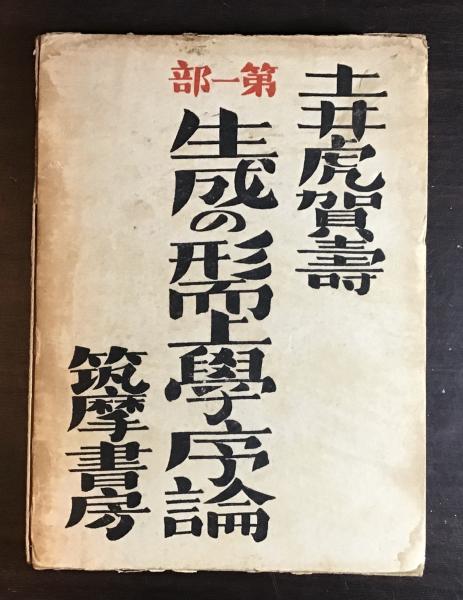 土井虎賀壽
第一部
生成の形而上學序論
筑摩書房